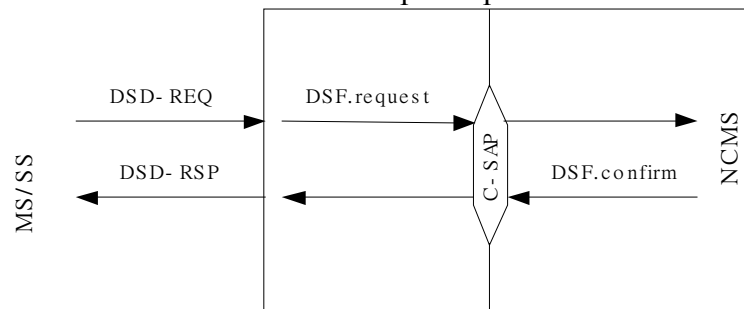 DSD- REQ
DSF.request
DSD- RSP
DSF.confirm
MS/SS
C- SAP
NCMS